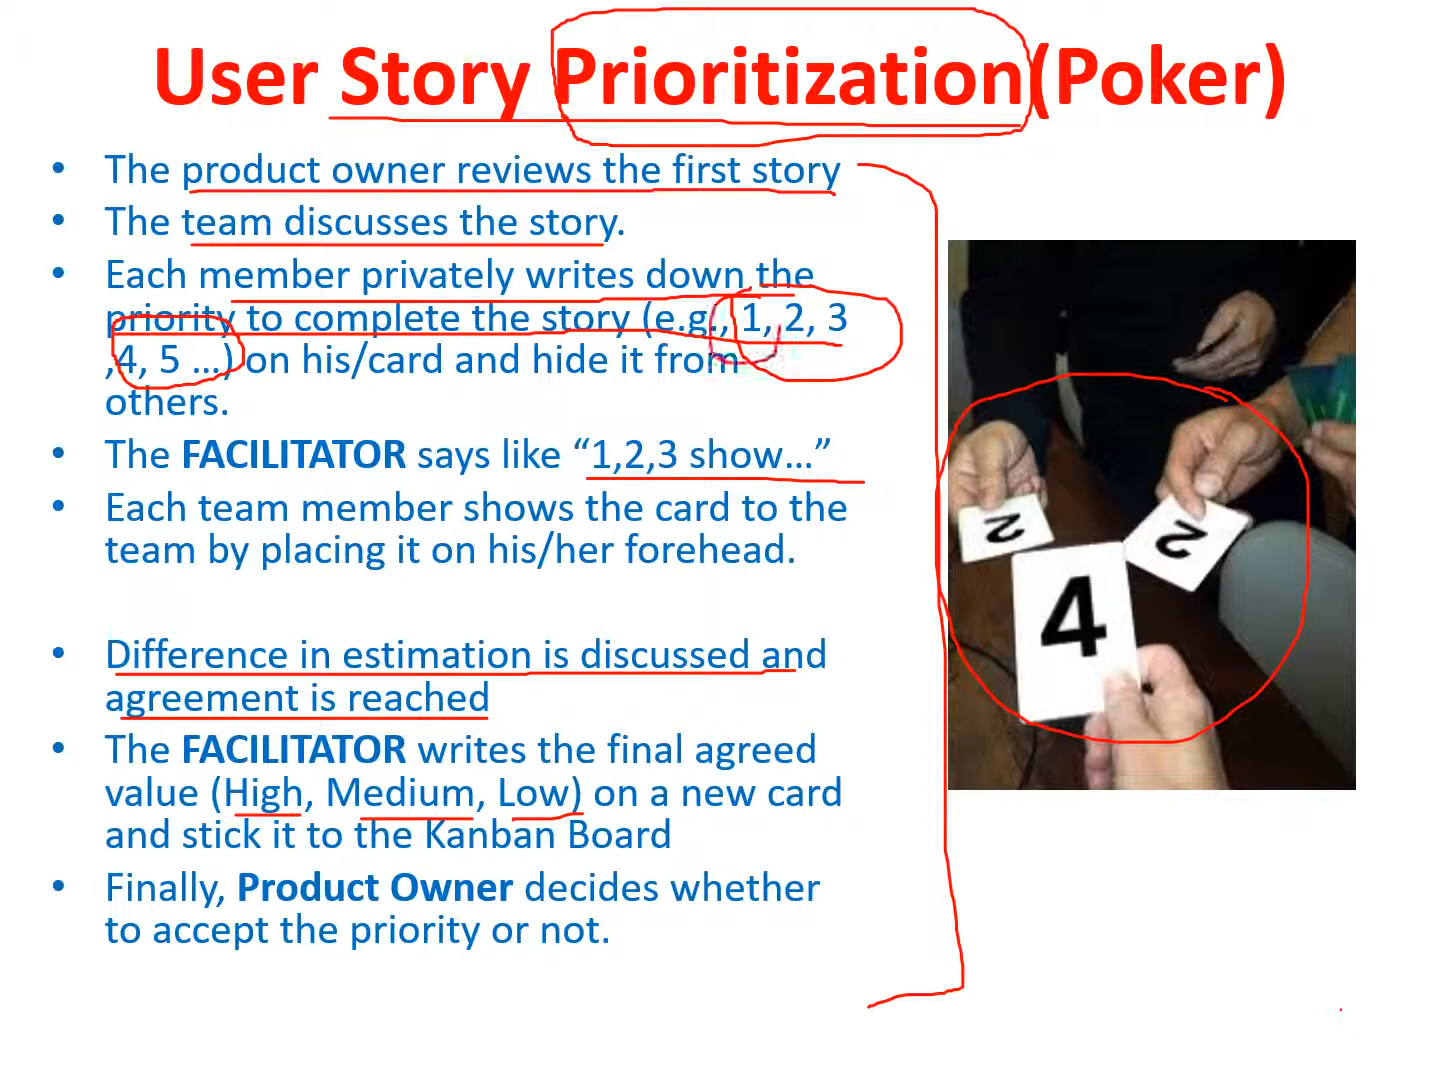 User Story Prioritization(Poker)
• The product owner reviews the first story
• The team discusses the story.
• Each member privately writes down the
priority to complete the story (e.g., 1, 2, 3
,4, 5 ...) on his/card and hide it from
others.
• The FACILITATOR says like “1,2,3 show...”
• Each team member shows the card to the
team by placing it on his/her forehead.
• Difference in estimation is discussed and
agreement is reached
• The FACILITATOR writes the final agreed
value (High, Medium, Low) on a new card
and stick it to the Kanban Board
• Finally, Product Owner decides whether
to accept the priority or not.
2
2
4